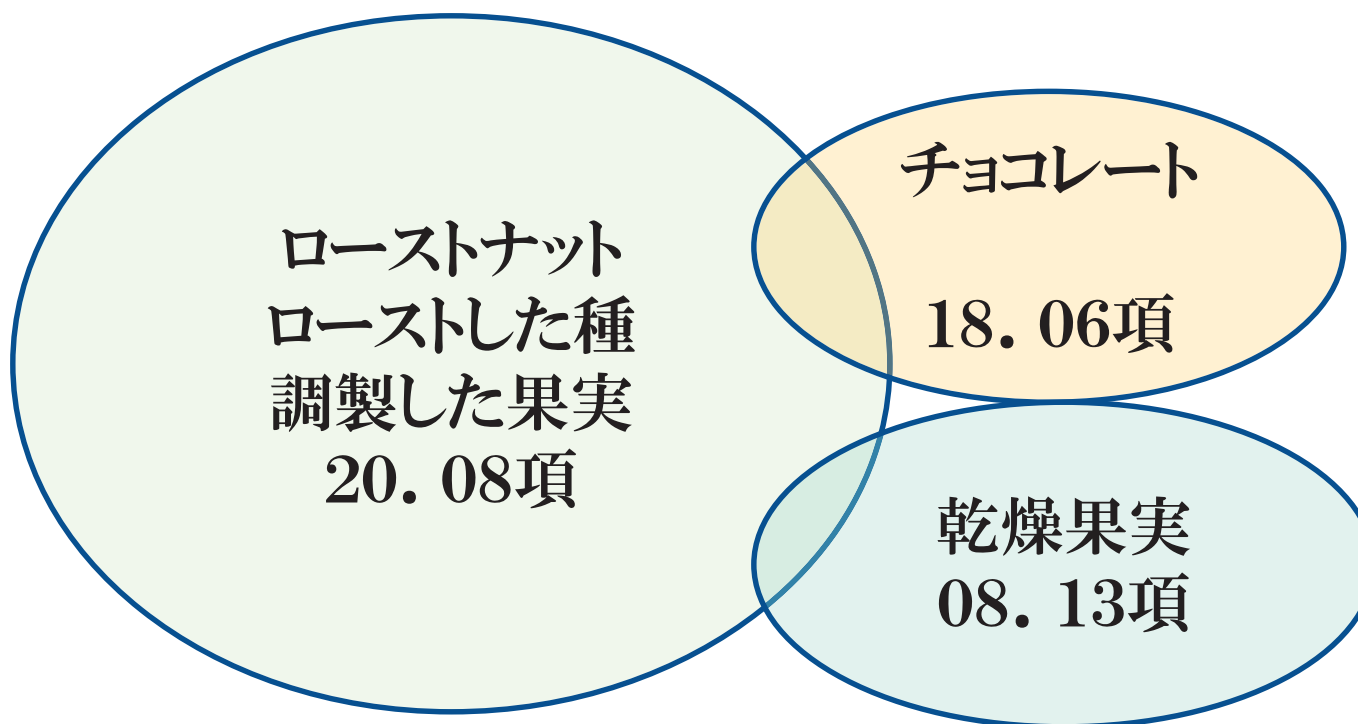 ローストナット
ローストした種
調製した果実
20. 08項
チョコレート
18. 06項
乾燥果実
08. 13項